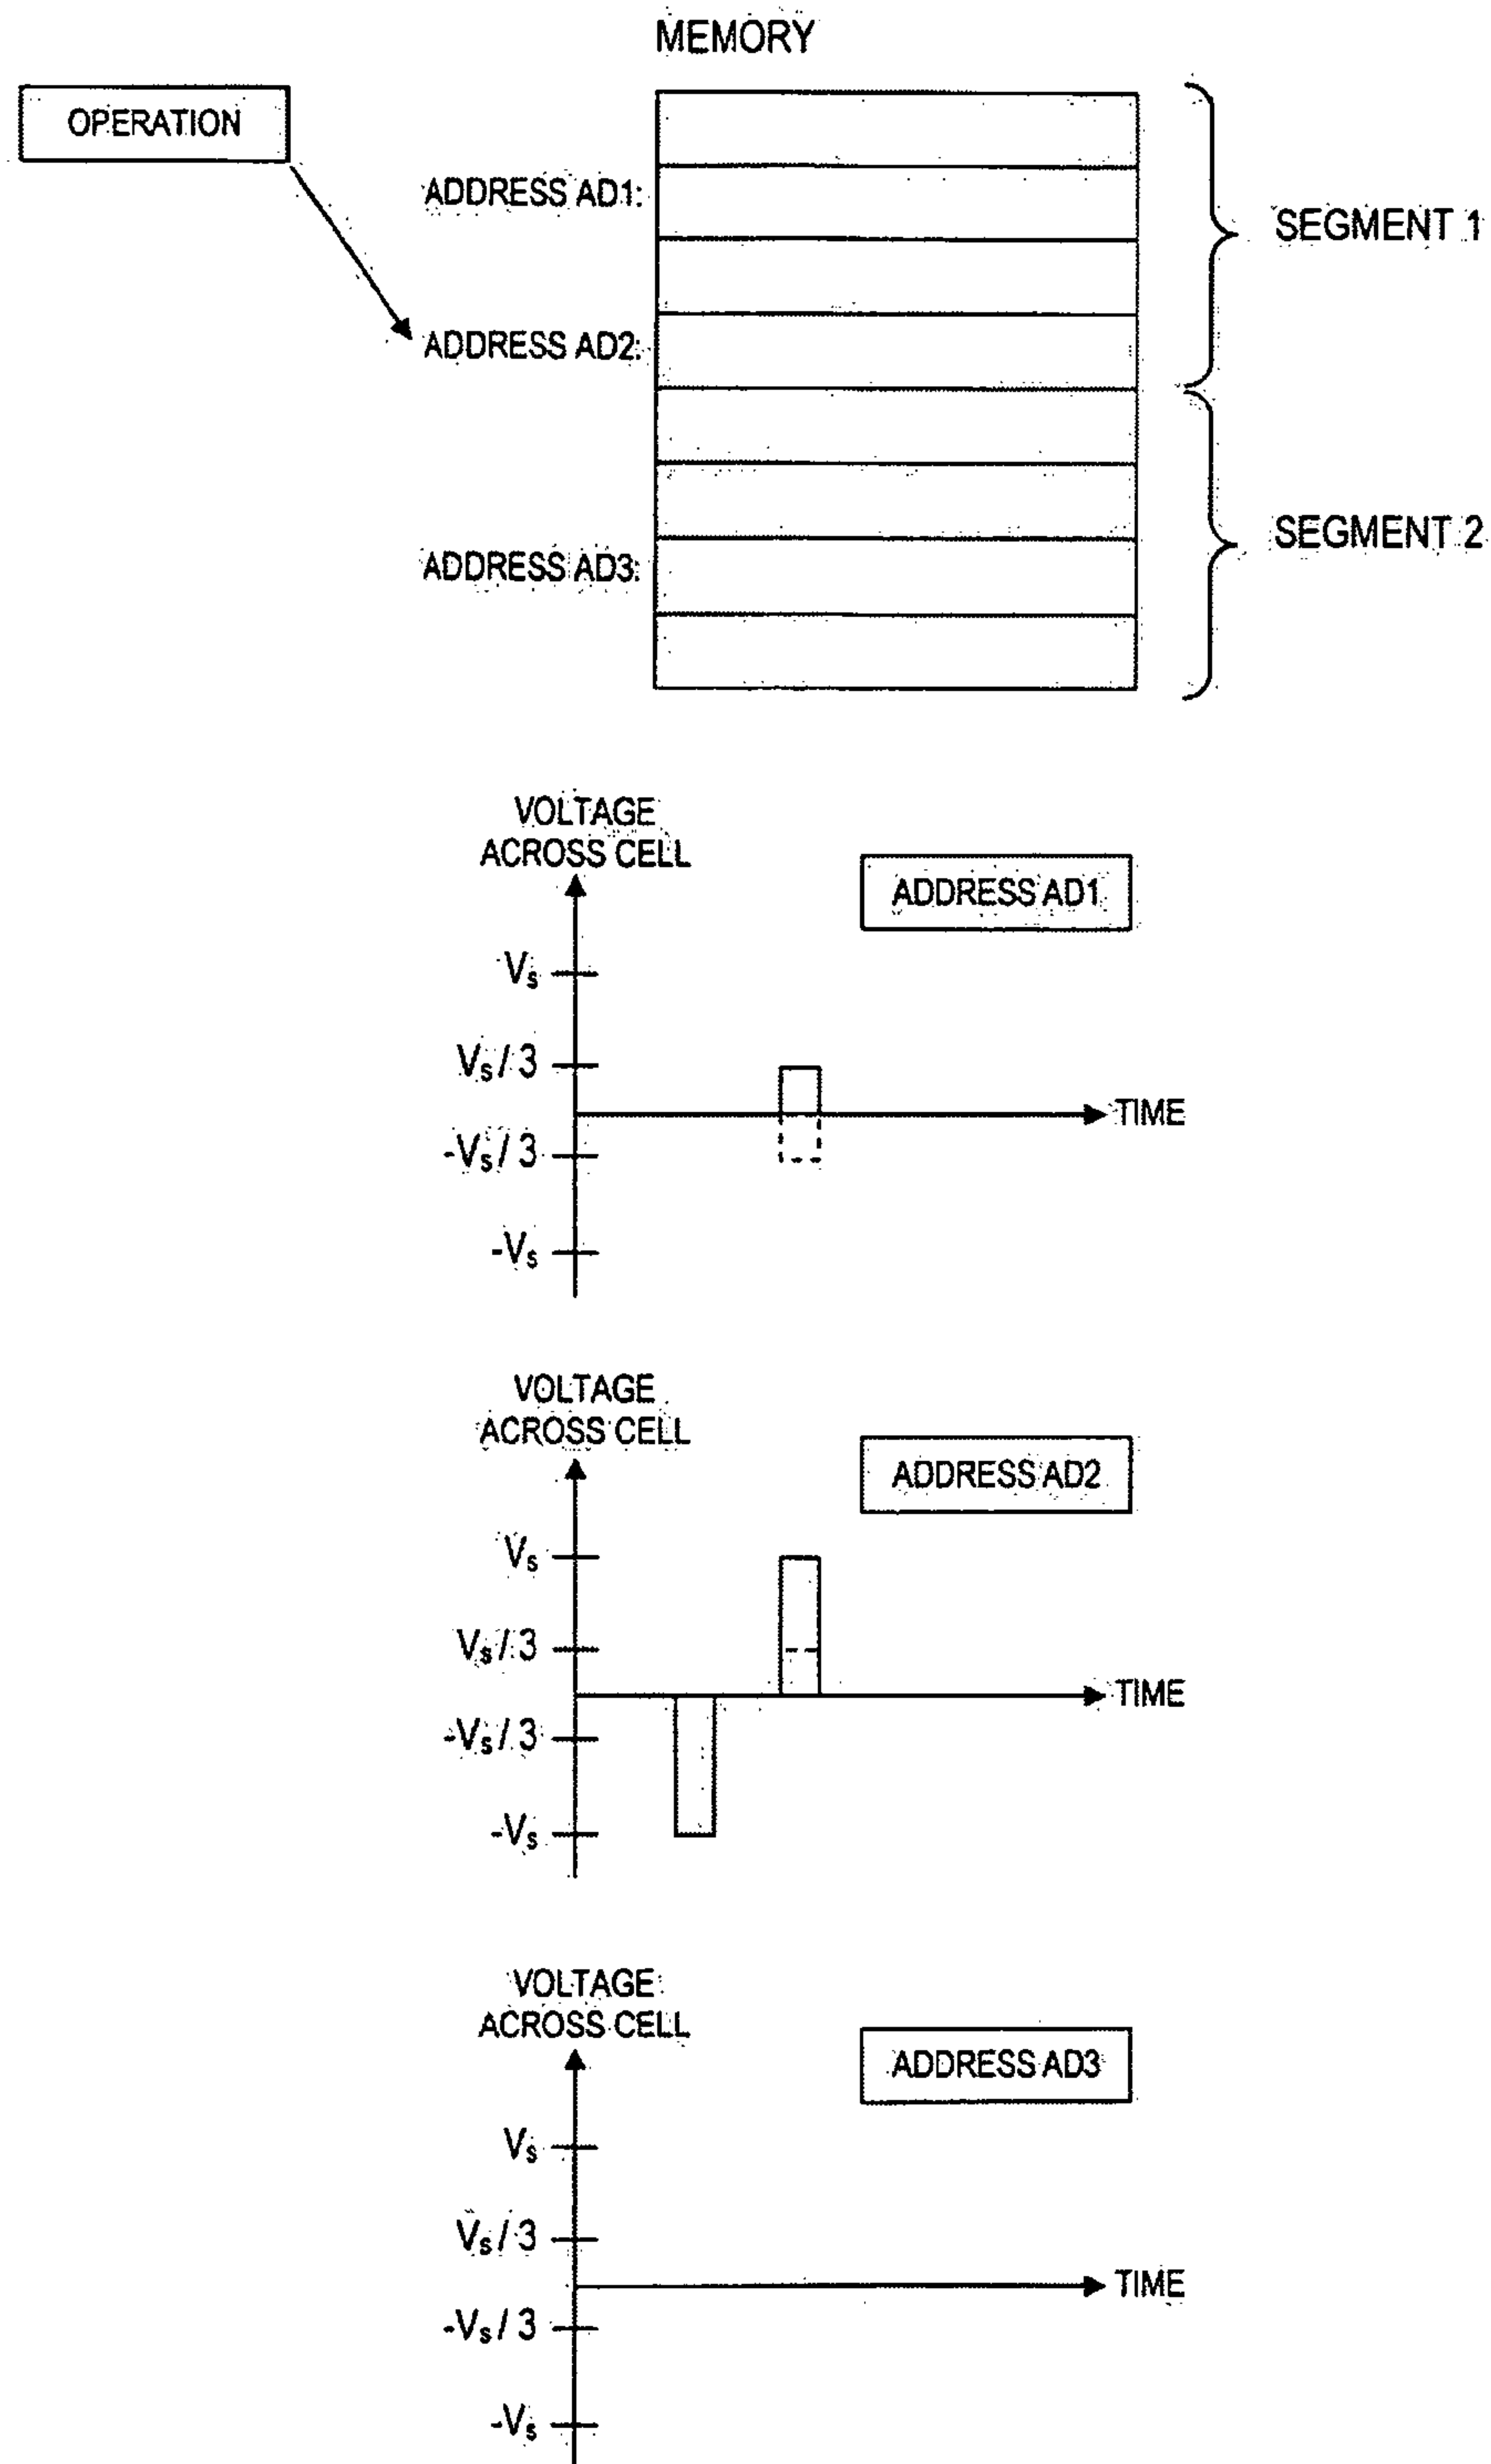 MEMORY
OPERATION
ADDRESS AD1:
SEGMENT 1
ADDRESS AD2:
SEGMENT 2
ADDRESS AD3:
VOLTAGE
ACROSS CELL
ADDRESS AD1
Vs
Vs / 3
TIME
-Vs / 3
-Vs
VOLTAGE
ACROSS CELL
ADDRESS AD2
Vs
Vs / 3
TIME
-Vs / 3
-Vs
VOLTAGE
ACROSS CELL
ADDRESS AD3
Vs
Vs / 3
TIME
-Vs / 3
-Vs